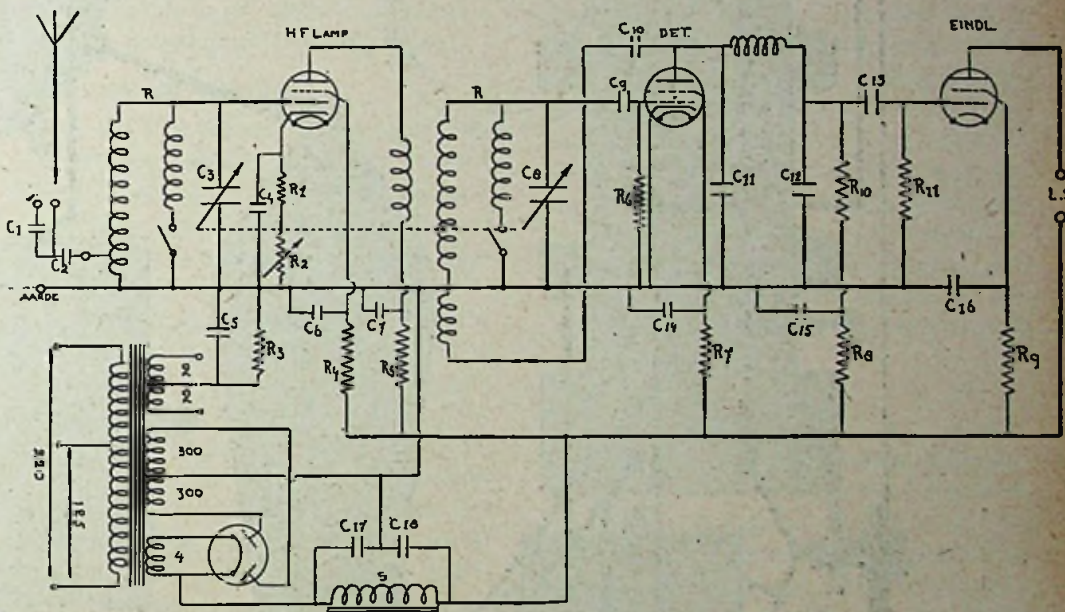 HF LAMP
DET.
EINDL
C10
C9
C13
R
R
C3
C4
R1
R2
C8
R6
C11
C12
R10
R11
C1
C2
AARDE
C5
R3
C6
C7
C14
C15
C16
R4
R5
R7
R8
R9
2
2
220
125
300
300
4
C17
C18
S